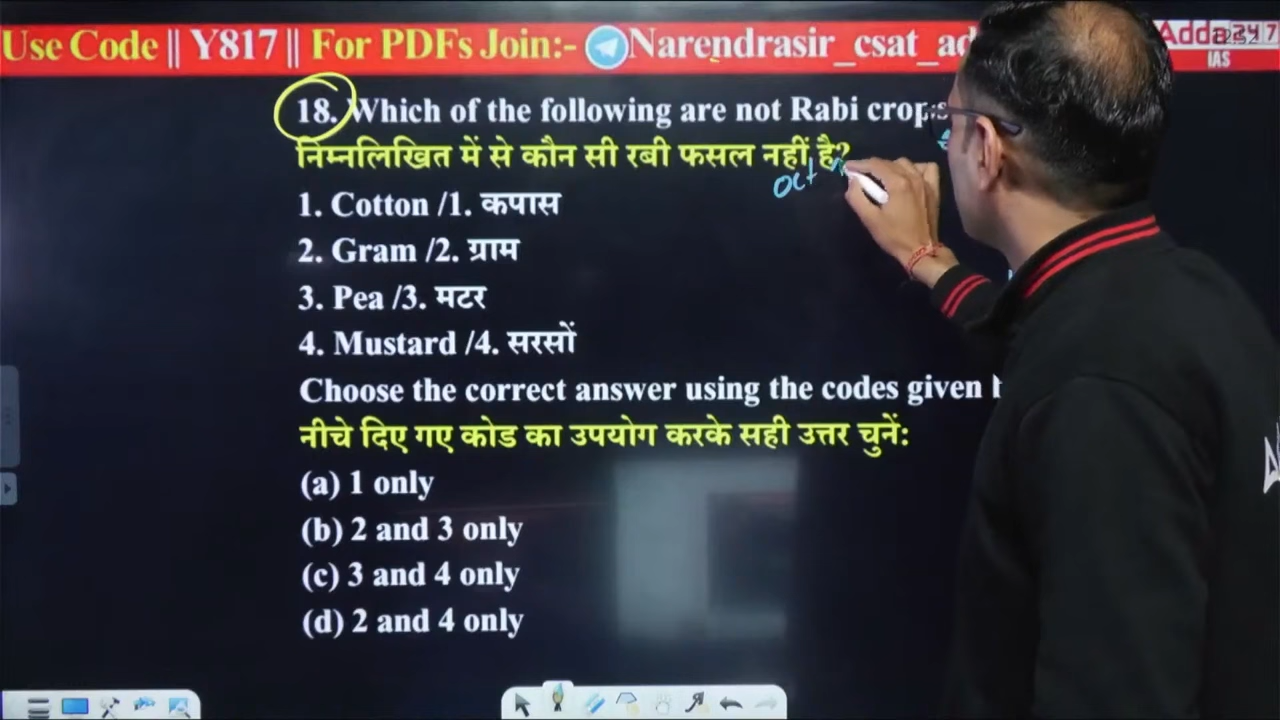 Use Code || Y817 || For PDFs Join:- Narendrasir_csat_ad
Adda247
12:52
IAS
18. Which of the following are not Rabi crops
निम्नलिखित में से कौन सी रबी फसल नहीं है?
oct
1. Cotton /1. कपास
2. Gram /2. ग्राम
3. Pea /3. मटर
4. Mustard /4. सरसों
Choose the correct answer using the codes given
नीचे दिए गए कोड का उपयोग करके सही उत्तर चुनें:
(a) 1 only
(b) 2 and 3 only
(c) 3 and 4 only
(d) 2 and 4 only